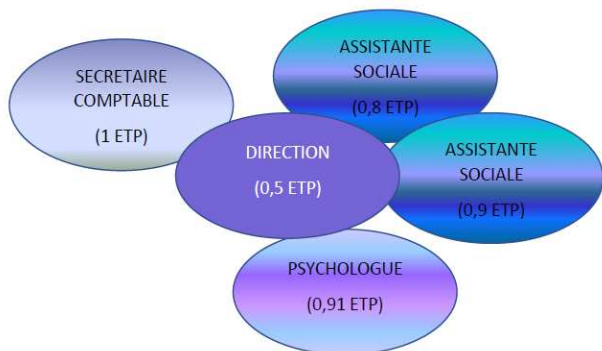 SECRETAIRE
COMPTABLE
(1 ETP)
ASSISTANTE
SOCIALE
(0,8 ETP)
DIRECTION
(0,5 ETP)
ASSISTANTE
SOCIALE
(0,9 ETP)
PSYCHOLOGUE
(0,91 ETP)